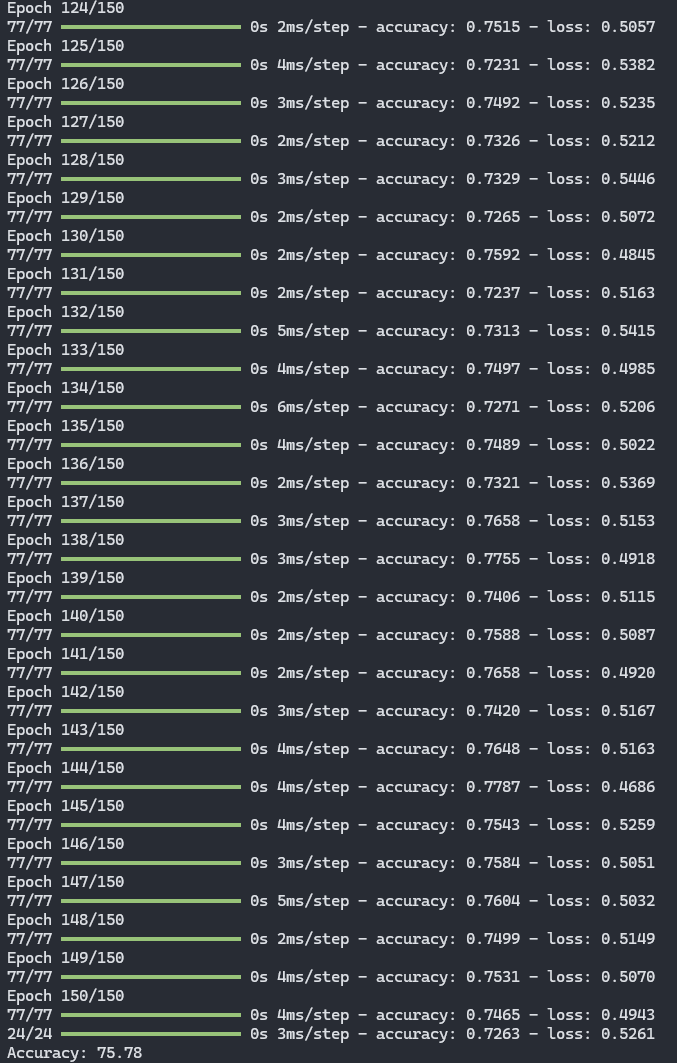 Epoch 124/150
77/77 ━━━━━━━━━━━━━━━━━━━━ 0s 2ms/step - accuracy: 0.7515 - loss: 0.5057
Epoch 125/150
77/77 ━━━━━━━━━━━━━━━━━━━━ 0s 4ms/step - accuracy: 0.7231 - loss: 0.5382
Epoch 126/150
77/77 ━━━━━━━━━━━━━━━━━━━━ 0s 3ms/step - accuracy: 0.7492 - loss: 0.5235
Epoch 127/150
77/77 ━━━━━━━━━━━━━━━━━━━━ 0s 2ms/step - accuracy: 0.7326 - loss: 0.5212
Epoch 128/150
77/77 ━━━━━━━━━━━━━━━━━━━━ 0s 3ms/step - accuracy: 0.7329 - loss: 0.5446
Epoch 129/150
77/77 ━━━━━━━━━━━━━━━━━━━━ 0s 2ms/step - accuracy: 0.7265 - loss: 0.5072
Epoch 130/150
77/77 ━━━━━━━━━━━━━━━━━━━━ 0s 2ms/step - accuracy: 0.7592 - loss: 0.4845
Epoch 131/150
77/77 ━━━━━━━━━━━━━━━━━━━━ 0s 2ms/step - accuracy: 0.7237 - loss: 0.5163
Epoch 132/150
77/77 ━━━━━━━━━━━━━━━━━━━━ 0s 5ms/step - accuracy: 0.7313 - loss: 0.5415
Epoch 133/150
77/77 ━━━━━━━━━━━━━━━━━━━━ 0s 4ms/step - accuracy: 0.7497 - loss: 0.4985
Epoch 134/150
77/77 ━━━━━━━━━━━━━━━━━━━━ 0s 6ms/step - accuracy: 0.7271 - loss: 0.5206
Epoch 135/150
77/77 ━━━━━━━━━━━━━━━━━━━━ 0s 4ms/step - accuracy: 0.7489 - loss: 0.5022
Epoch 136/150
77/77 ━━━━━━━━━━━━━━━━━━━━ 0s 2ms/step - accuracy: 0.7321 - loss: 0.5369
Epoch 137/150
77/77 ━━━━━━━━━━━━━━━━━━━━ 0s 3ms/step - accuracy: 0.7658 - loss: 0.5153
Epoch 138/150
77/77 ━━━━━━━━━━━━━━━━━━━━ 0s 3ms/step - accuracy: 0.7755 - loss: 0.4918
Epoch 139/150
77/77 ━━━━━━━━━━━━━━━━━━━━ 0s 2ms/step - accuracy: 0.7406 - loss: 0.5115
Epoch 140/150
77/77 ━━━━━━━━━━━━━━━━━━━━ 0s 2ms/step - accuracy: 0.7588 - loss: 0.5087
Epoch 141/150
77/77 ━━━━━━━━━━━━━━━━━━━━ 0s 2ms/step - accuracy: 0.7658 - loss: 0.4920
Epoch 142/150
77/77 ━━━━━━━━━━━━━━━━━━━━ 0s 3ms/step - accuracy: 0.7420 - loss: 0.5167
Epoch 143/150
77/77 ━━━━━━━━━━━━━━━━━━━━ 0s 4ms/step - accuracy: 0.7648 - loss: 0.5163
Epoch 144/150
77/77 ━━━━━━━━━━━━━━━━━━━━ 0s 4ms/step - accuracy: 0.7787 - loss: 0.4686
Epoch 145/150
77/77 ━━━━━━━━━━━━━━━━━━━━ 0s 4ms/step - accuracy: 0.7543 - loss: 0.5259
Epoch 146/150
77/77 ━━━━━━━━━━━━━━━━━━━━ 0s 3ms/step - accuracy: 0.7584 - loss: 0.5051
Epoch 147/150
77/77 ━━━━━━━━━━━━━━━━━━━━ 0s 5ms/step - accuracy: 0.7604 - loss: 0.5032
Epoch 148/150
77/77 ━━━━━━━━━━━━━━━━━━━━ 0s 2ms/step - accuracy: 0.7499 - loss: 0.5149
Epoch 149/150
77/77 ━━━━━━━━━━━━━━━━━━━━ 0s 4ms/step - accuracy: 0.7531 - loss: 0.5070
Epoch 150/150
77/77 ━━━━━━━━━━━━━━━━━━━━ 0s 4ms/step - accuracy: 0.7465 - loss: 0.4943
24/24 ━━━━━━━━━━━━━━━━━━━━ 0s 3ms/step - accuracy: 0.7263 - loss: 0.5261
Accuracy: 75.78